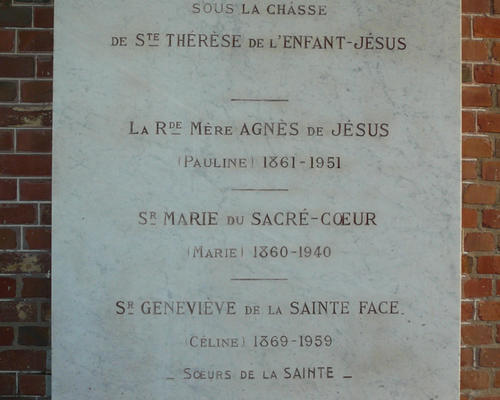 SOUS LA CHÂSSE
DE STE THÉRÈSE DE L'ENFANT-JÉSUS
LA RDE MÈRE AGNÈS DE JÉSUS
(PAULINE) 1861-1951
SR MARIE DU SACRÉ-CŒUR
(MARIE) 1860-1940
SR GENEVIÈVE DE LA SAINTE FACE
(CÉLINE) 1869-1959
_ SŒURS DE LA SAINTE _